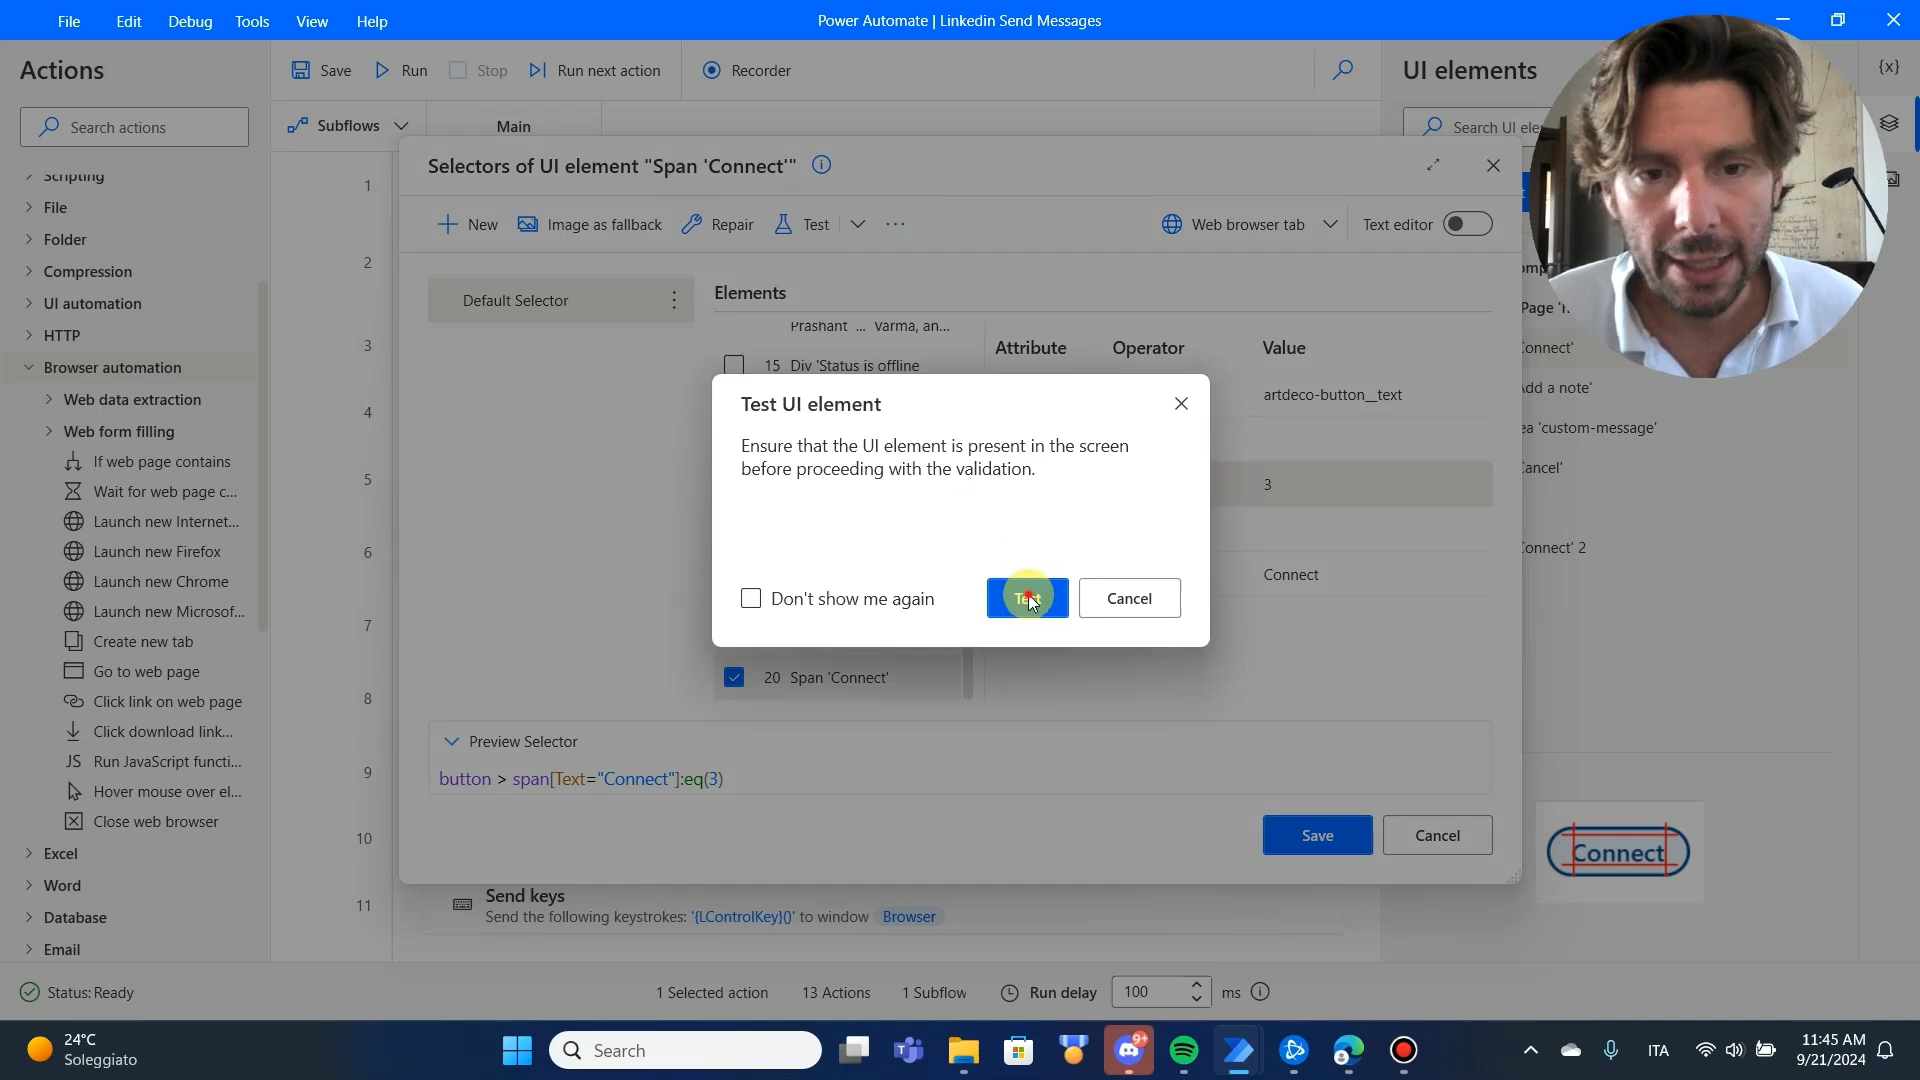 File Edit Debug Tools View Help
Power Automate | Linkedin Send Messages
Actions
Search actions
Scripting
File
Folder
Compression
UI automation
HTTP
Browser automation
Web data extraction
Web form filling
If web page contains
Wait for web page c...
Launch new Internet...
Launch new Firefox
Launch new Chrome
Launch new Microsof...
Create new tab
Go to web page
Click link on web page
Click download link...
JS Run JavaScript functi...
Hover mouse over el...
Close web browser
Excel
Word
Database
Email
Save Run Stop Run next action Recorder
Subflows Main
1
2
3
4
5
6
7
8
9
10
11
Selectors of UI element "Span 'Connect'"
New Image as fallback Repair Test
Web browser tab Text editor
Default Selector
Elements
Prashant ... Varma, an...
15 Div 'Status is offline
20 Span 'Connect'
Attribute Operator Value
artdeco-button__text
3
Connect
Test UI element
Ensure that the UI element is present in the screen
before proceeding with the validation.
Don't show me again
Test Cancel
Preview Selector
button > span[Text="Connect"]:eq(3)
Save Cancel
Send keys
Send the following keystrokes: '{LControlKey}()' to window Browser
UI elements
{x}
Search UI ele
Page
Connect'
Add a note'
ea 'custom-message'
Cancel'
Connect' 2
Connect
Status: Ready 1 Selected action 13 Actions 1 Subflow Run delay 100 ms
24°C
Soleggiato
Search
9+
ITA
11:45 AM
9/21/2024